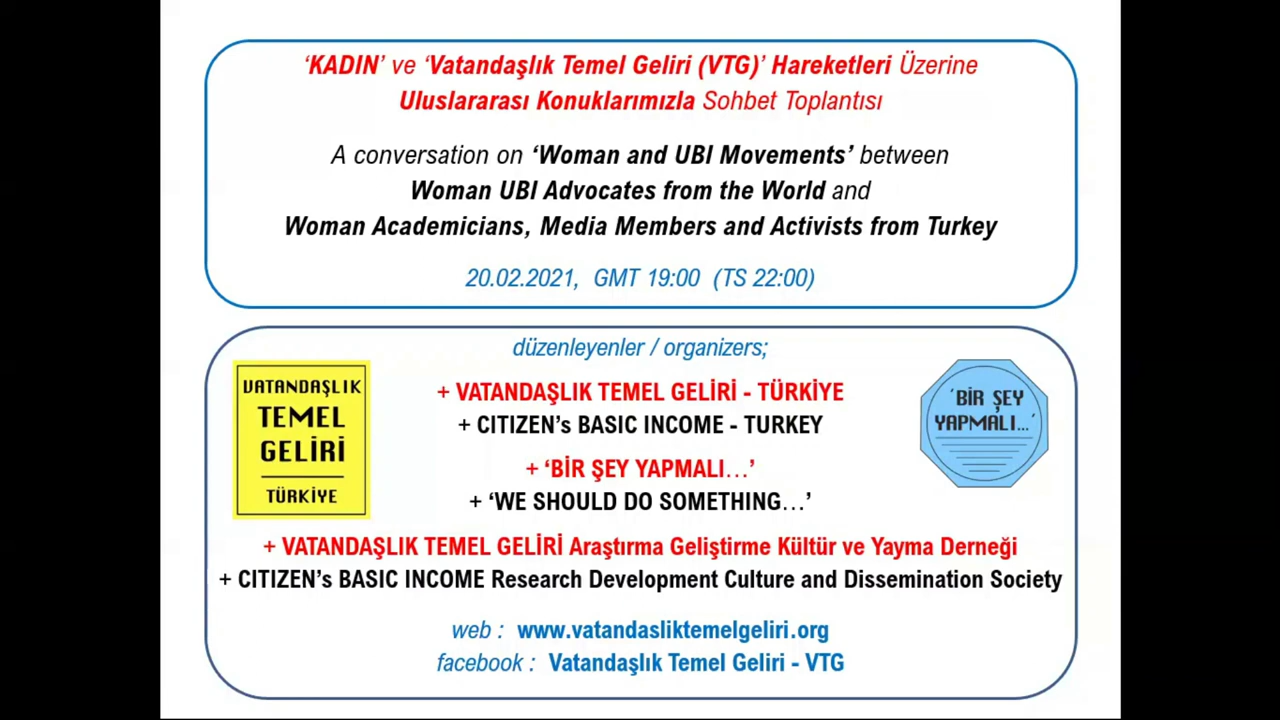 ‘KADIN’ ve ‘Vatandaşlık Temel Geliri (VTG)’ Hareketleri Üzerine
Uluslararası Konuklarımızla Sohbet Toplantısı
A conversation on ‘Woman and UBI Movements’ between
Woman UBI Advocates from the World and
Woman Academicians, Media Members and Activists from Turkey
20.02.2021, GMT 19:00 (TS 22:00)
düzenleyenler / organizers;
VATANDAŞLIK
TEMEL
GELİRİ
TÜRKİYE
+ VATANDAŞLIK TEMEL GELİRİ - TÜRKİYE
+ CITIZEN’s BASIC INCOME - TURKEY
+ ‘BİR ŞEY YAPMALI…’
+ ‘WE SHOULD DO SOMETHING…’
‘BİR ŞEY
YAPMALI...’
+ VATANDAŞLIK TEMEL GELİRİ Araştırma Geliştirme Kültür ve Yayma Derneği
+ CITIZEN’s BASIC INCOME Research Development Culture and Dissemination Society
web : www.vatandasliktemelgeliri.org
facebook : Vatandaşlık Temel Geliri - VTG